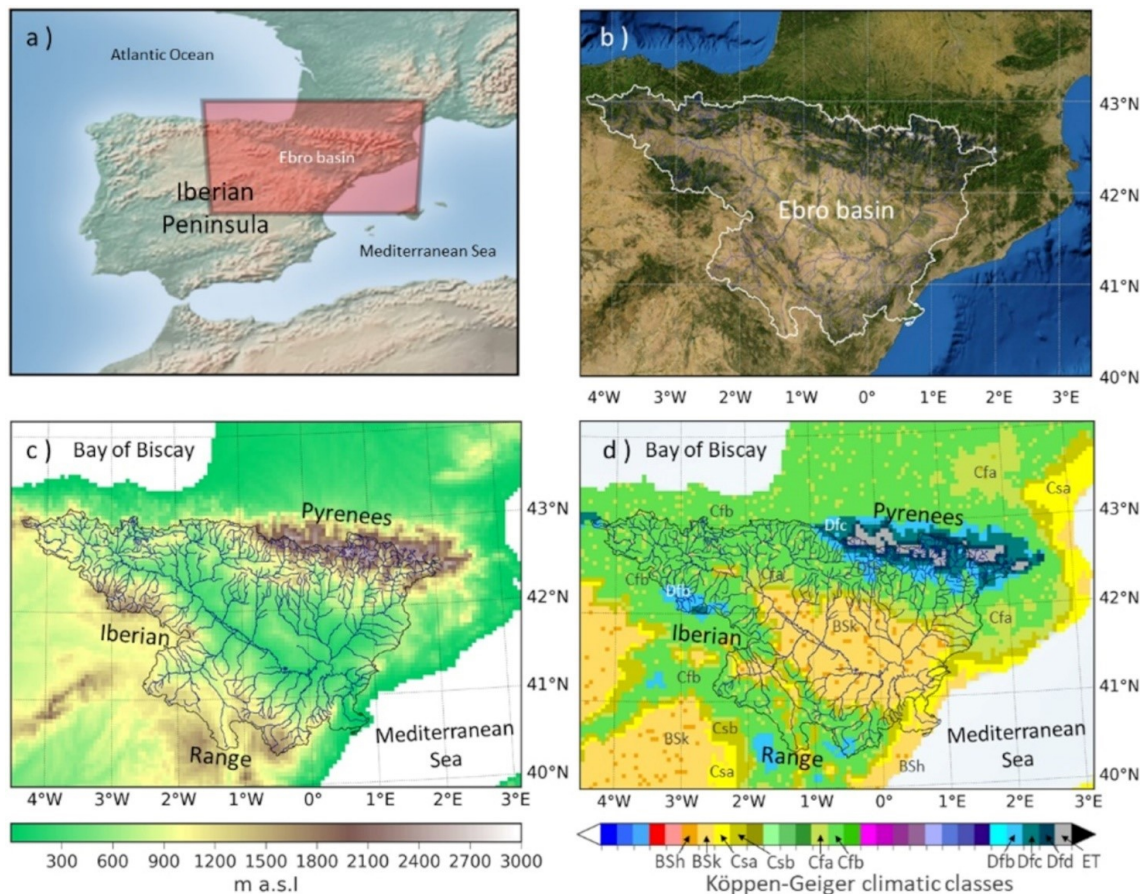 a )
Atlantic Ocean
Ebro basin
Iberian
Peninsula
Mediterranean Sea
b )
Ebro basin
43°N
42°N
41°N
40°N
4°W 3°W 2°W 1°W 0° 1°E 2°E 3°E
c )
Bay of Biscay
Pyrenees
Iberian
Range
Mediterranean
Sea
43°N
42°N
41°N
40°N
4°W 3°W 2°W 1°W 0° 1°E 2°E 3°E
300 600 900 1200 1500 1800 2100 2400 2700 3000
m a.s.l
d )
Bay of Biscay
Cfa
Csa
Pyrenees
Cfb
Dfc
Cfb
Cfa
Dfb
BSk
Cfa
Iberian
Cfb
BSk
Csb
Csa
Range
BSh
Mediterranean
Sea
43°N
42°N
41°N
40°N
4°W 3°W 2°W 1°W 0° 1°E 2°E 3°E
BSh BSk Csa Csb Cfa Cfb Dfb Dfc Dfd ET
Köppen-Geiger climatic classes